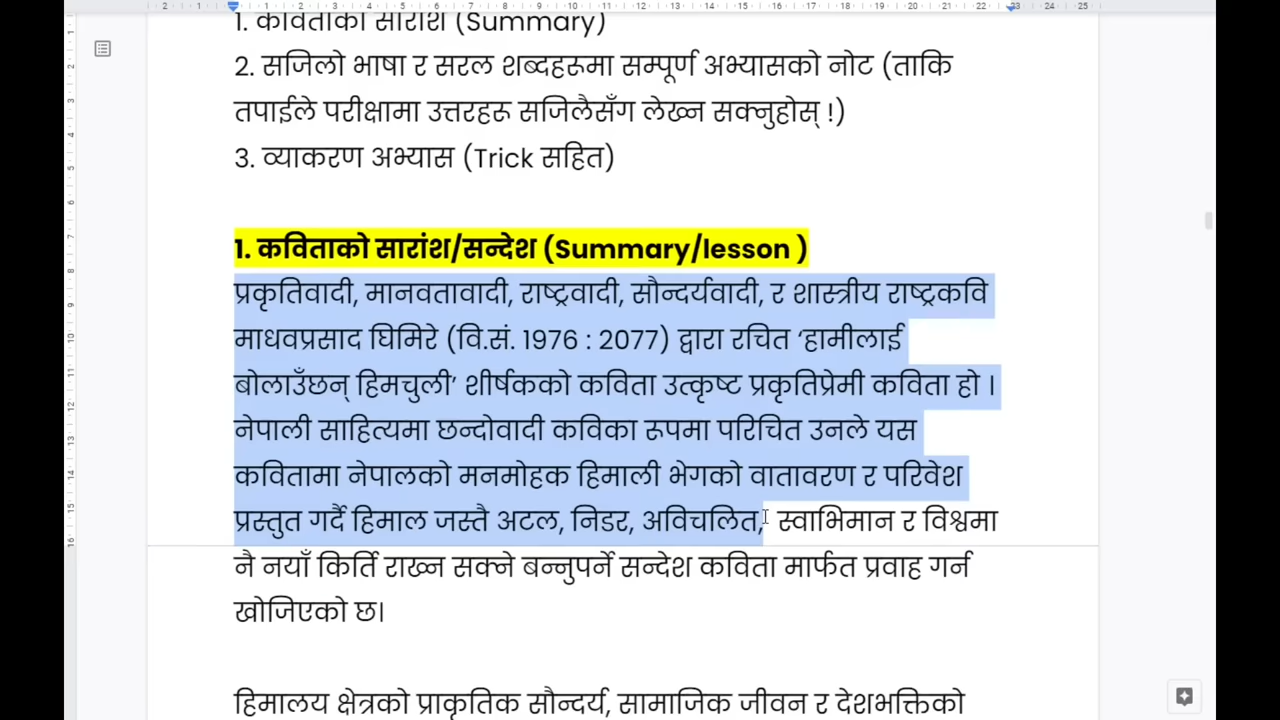 1. कविताको सारांश (Summary)
2. सजिलो भाषा र सरल शब्दहरूमा सम्पूर्ण अभ्यासको नोट (ताकि
तपाईले परीक्षामा उत्तरहरू सजिलैसँग लेख्न सक्नुहोस् !)
3. व्याकरण अभ्यास (Trick सहित)
1. कविताको सारांश/सन्देश (Summary/lesson )
प्रकृतिवादी, मानवतावादी, राष्ट्रवादी, सौन्दर्यवादी, र शास्त्रीय राष्ट्रकवि
माधवप्रसाद घिमिरे (वि.सं. 1976 : 2077) द्वारा रचित ‘हामीलाई
बोलाउँछन् हिमचुली’ शीर्षकको कविता उत्कृष्ट प्रकृतिप्रेमी कविता हो ।
नेपाली साहित्यमा छन्दोवादी कविका रूपमा परिचित उनले यस
कवितामा नेपालको मनमोहक हिमाली भेगको वातावरण र परिवेश
प्रस्तुत गर्दै हिमाल जस्तै अटल, निडर, अविचलित, स्वाभिमान र विश्वमा
नै नयाँ किर्ति राख्न सक्ने बन्नुपर्ने सन्देश कविता मार्फत प्रवाह गर्न
खोजिएको छ।
हिमालय क्षेत्रको प्राकृतिक सौन्दर्य, सामाजिक जीवन र देशभक्तिको